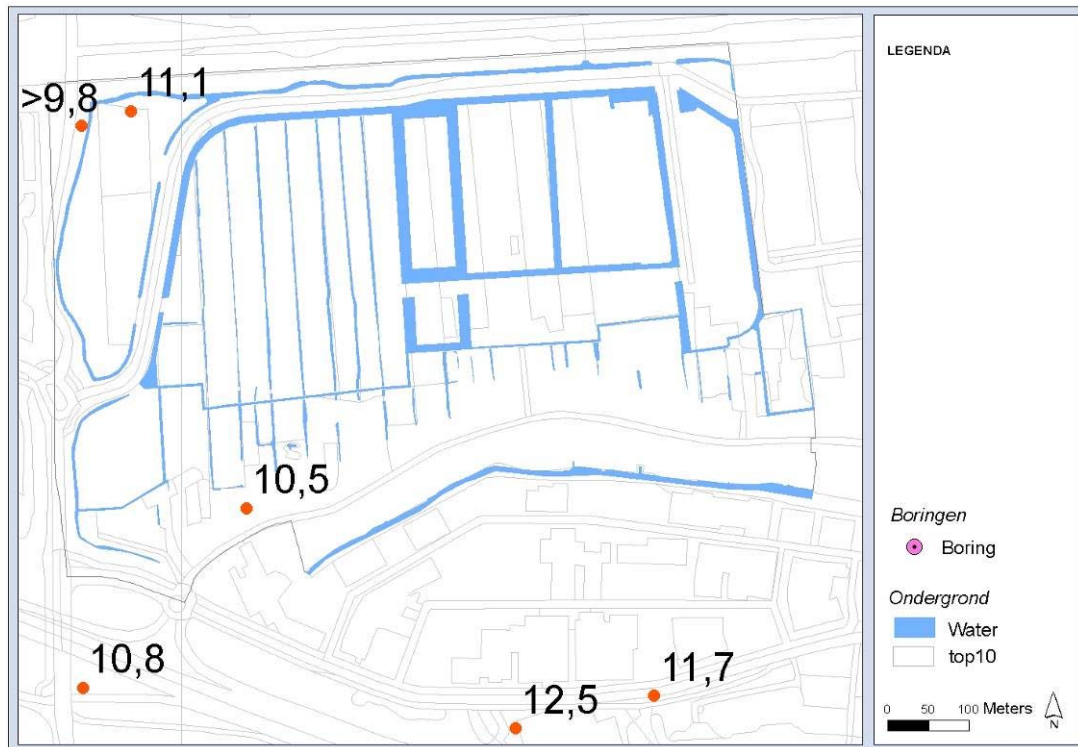 11,1
>9,8
10,5
10,8
11,7
12,5
LEGENDA
Boringen
Boring
Ondergrond
Water
top10
0 50 100 Meters
N